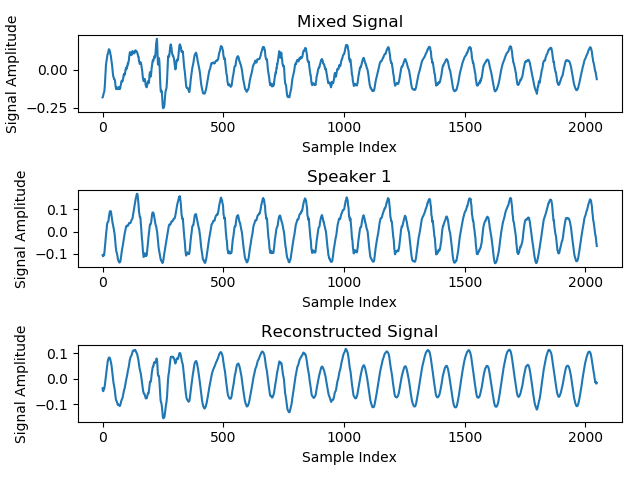 Mixed Signal
Signal Amplitude
0.00
−0.25
0 500 1000 1500 2000
Sample Index
Speaker 1
Signal Amplitude
0.1
0.0
−0.1
0 500 1000 1500 2000
Sample Index
Reconstructed Signal
Signal Amplitude
0.1
0.0
−0.1
0 500 1000 1500 2000
Sample Index